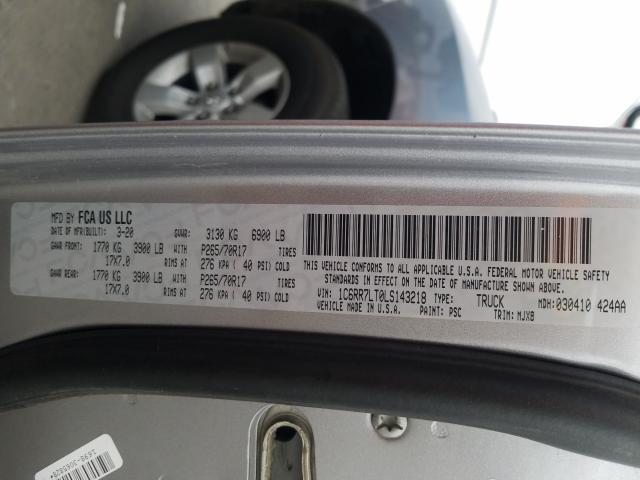 MFD BY FCA US LLC
DATE OF MFR(BUILT): 3-20 GVWR: 3130 KG 6900 LB
GAWR FRONT: 1770 KG 3900 LB WITH P265/70R17 TIRES
17X7.0 RIMS AT 276 KPA ( 40 PSI) COLD
GAWR REAR: 1770 KG 3900 LB WITH P265/70R17 TIRES
17X7.0 RIMS AT 276 KPA ( 40 PSI) COLD
THIS VEHICLE CONFORMS TO ALL APPLICABLE U.S.A. FEDERAL MOTOR VEHICLE SAFETY
STANDARDS IN EFFECT ON THE DATE OF MANUFACTURE SHOWN ABOVE.
VIN: 1C6RR7LT0LS143218 TYPE: TRUCK MDH:030410 424AA
VEHICLE MADE IN U.S.A. PAINT: PSC TRIM: MJX8